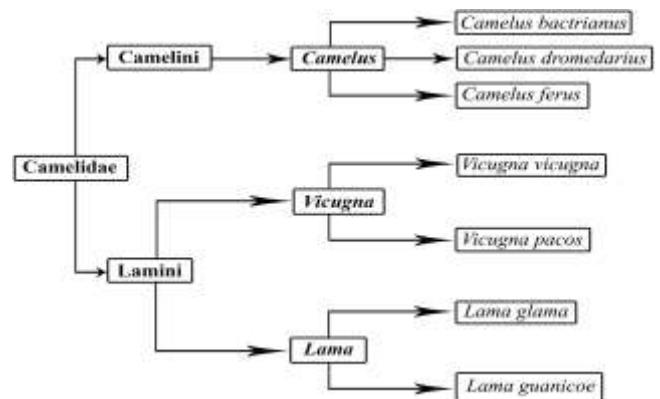 Camelus bactrianus
Camelini
Camelus
Camelus dromedarius
Camelus ferus
Camelidae
Vicugna vicugna
Vicugna
Vicugna pacos
Lamini
Lama glama
Lama
Lama guanicoe